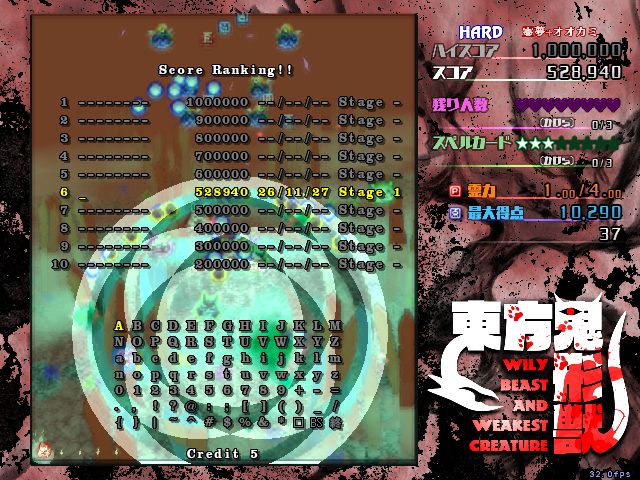 HARD 霊夢+オオカミ
ハイスコア 1,000,000
スコア 528,940
残り人数
(かけら) 0/3
スペルカード ★★★★★★★★
(かけら) 0/3
P 霊力 1.00/4.00
最大得点 10,290
37
Score Ranking!!
1 -------- 1000000 --/--/-- Stage -
2 -------- 900000 --/--/-- Stage -
3 -------- 800000 --/--/-- Stage -
4 -------- 700000 --/--/-- Stage -
5 -------- 600000 --/--/-- Stage -
6 _ 528940 26/11/27 Stage 1
7 -------- 500000 --/--/-- Stage -
8 -------- 400000 --/--/-- Stage -
9 -------- 300000 --/--/-- Stage -
10 -------- 200000 --/--/-- Stage -
A B C D E F G H I J K L M
N O P Q R S T U V W X Y Z
a b c d e f g h i j k l m
n o p q r s t u v w x y z
0 1 2 3 4 5 6 7 8 9 + - =
. , ! ? @ : ; [ ] ( ) _ /
{ } | ~ ^ # $ % & * □ BS 終
Credit 5
東方鬼形獣
WILY
BEAST
AND
WEAKEST
CREATURE
32.0fps